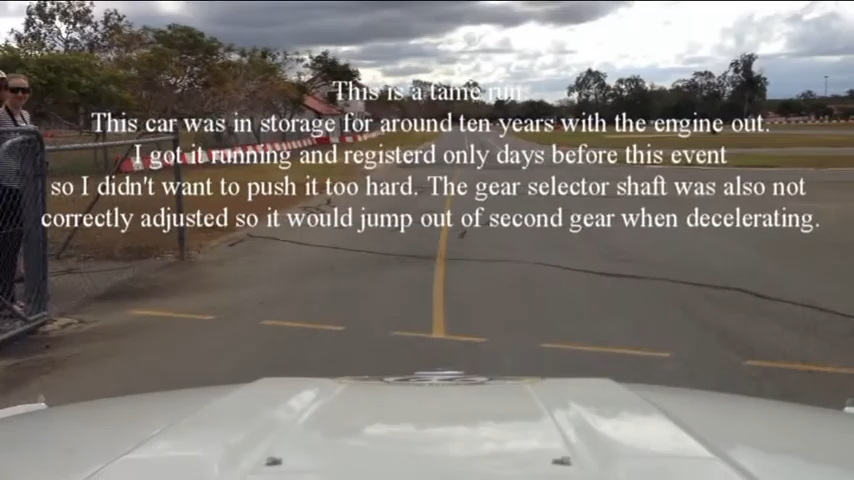 This is a tame run.
This car was in storage for around ten years with the engine out.
I got it running and registerd only days before this event
so I didn't want to push it too hard. The gear selector shaft was also not
correctly adjusted so it would jump out of second gear when decelerating.